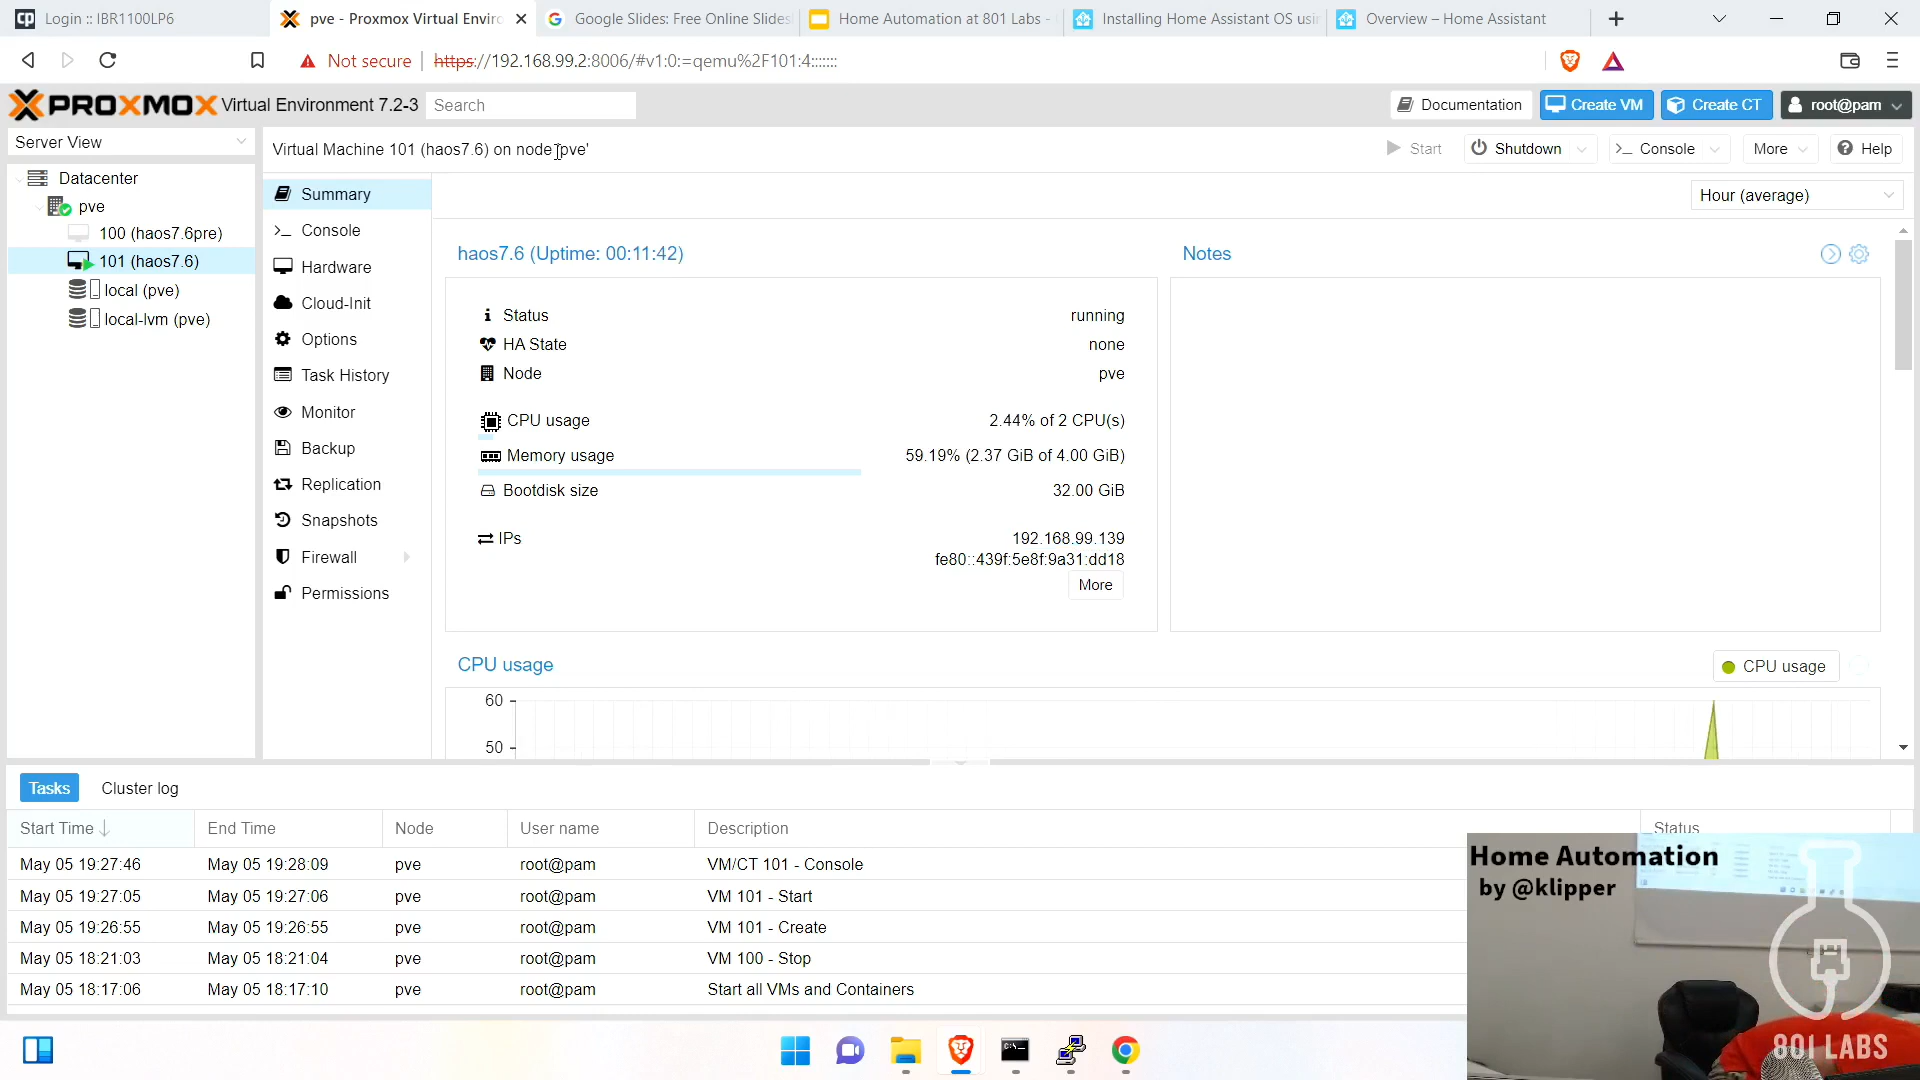 Login :: IBR1100LP6
pve - Proxmox Virtual Enviro
Google Slides: Free Online Slides
Home Automation at 801 Labs -
Installing Home Assistant OS usin
Overview – Home Assistant
Not secure
https://192.168.99.2:8006/#v1:0:=qemu%2F101:4:::::::
PROXMOX Virtual Environment 7.2-3
Search
Documentation
Create VM
Create CT
root@pam
Server View
Virtual Machine 101 (haos7.6) on node 'pve'
Start
Shutdown
Console
More
Help
Datacenter
pve
100 (haos7.6pre)
101 (haos7.6)
local (pve)
local-lvm (pve)
Summary
Console
Hardware
Cloud-Init
Options
Task History
Monitor
Backup
Replication
Snapshots
Firewall
Permissions
Hour (average)
haos7.6 (Uptime: 00:11:42)
Status running
HA State none
Node pve
CPU usage 2.44% of 2 CPU(s)
Memory usage 59.19% (2.37 GiB of 4.00 GiB)
Bootdisk size 32.00 GiB
IPs 192.168.99.139
fe80::439f:5e8f:9a31:dd18
More
Notes
CPU usage
CPU usage
60
50
Tasks
Cluster log
Start Time End Time Node User name Description Status
May 05 19:27:46 May 05 19:28:09 pve root@pam VM/CT 101 - Console
May 05 19:27:05 May 05 19:27:06 pve root@pam VM 101 - Start
May 05 19:26:55 May 05 19:26:55 pve root@pam VM 101 - Create
May 05 18:21:03 May 05 18:21:04 pve root@pam VM 100 - Stop
May 05 18:17:06 May 05 18:17:10 pve root@pam Start all VMs and Containers
Home Automation
by @klipper
801 LABS